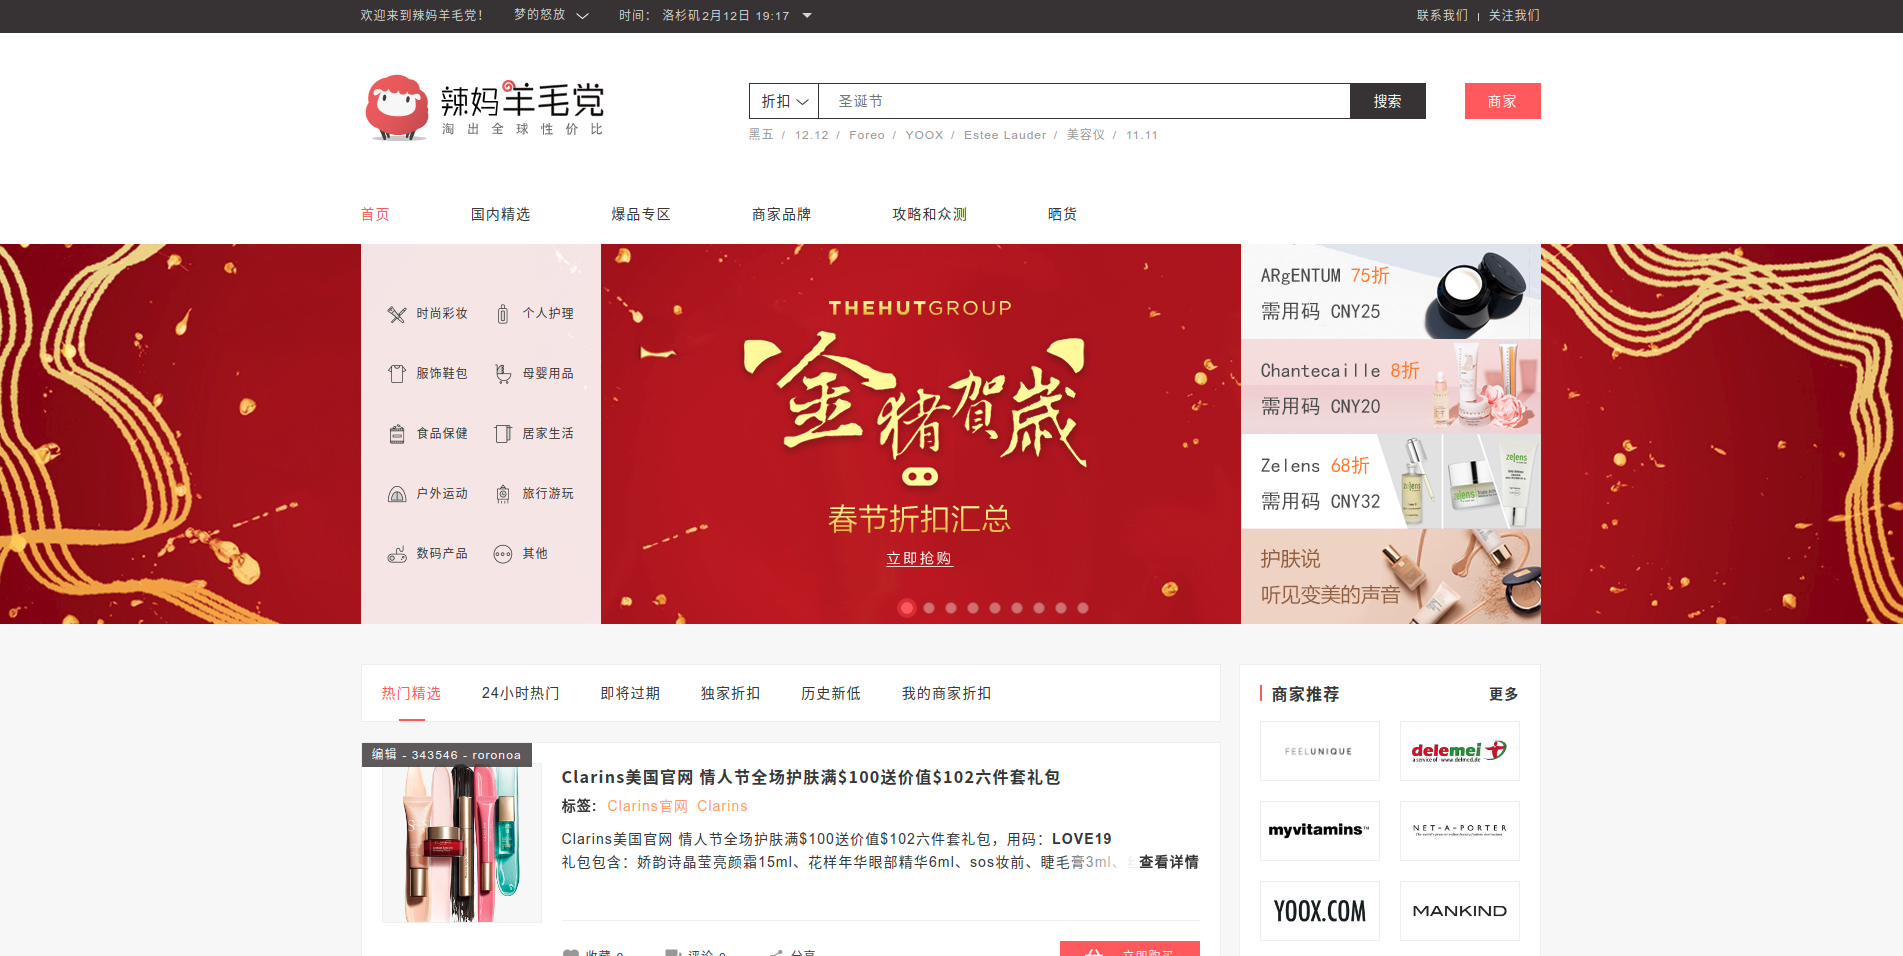 欢迎来到辣妈羊毛党！ 梦的怒放 时间： 洛杉矶2月12日 19:17 联系我们 | 关注我们
辣妈羊毛党
淘出全球性价比
折扣 圣诞节 搜索 商家
黑五 / 12.12 / Foreo / YOOX / Estee Lauder / 美容仪 / 11.11
首页 国内精选 爆品专区 商家品牌 攻略和众测 晒货
时尚彩妆 个人护理
服饰鞋包 母婴用品
食品保健 居家生活
户外运动 旅行游玩
数码产品 其他
THEHUTGROUP
金猪賀歲
春节折扣汇总
立即抢购
ARgENTUM 75折
需用码 CNY25
Chantecaille 8折
需用码 CNY20
Zelens 68折
需用码 CNY32
zelens
zelens
zelens
护肤说
听见变美的声音
热门精选 24小时热门 即将过期 独家折扣 历史新低 我的商家折扣
编辑 - 343546 - roronoa
Clarins美国官网 情人节全场护肤满$100送价值$102六件套礼包
标签: Clarins官网 Clarins
Clarins美国官网 情人节全场护肤满$100送价值$102六件套礼包，用码：LOVE19
礼包包含：娇韵诗晶莹亮颜霜15ml、花样年华眼部精华6ml、sos妆前、睫毛膏3ml、 查看详情
收藏 0 评论 0 分享 立即购买
商家推荐 更多
FEELUNIQUE
delemei
a service of - www.delmed.de
myvitamins™
NET-A-PORTER
YOOX.COM
MANKIND